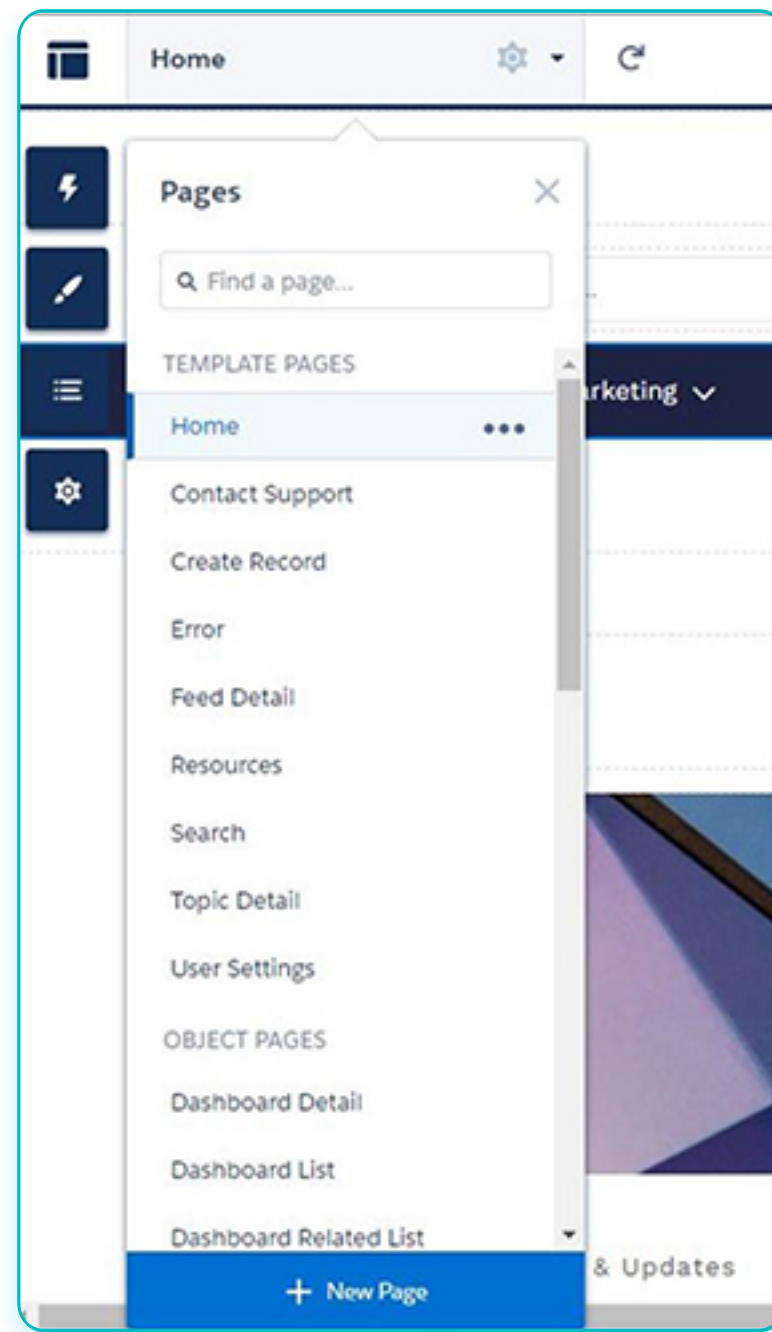 Home
Pages
Find a page...
TEMPLATE PAGES
Home
Contact Support
Create Record
Error
Feed Detail
Resources
Search
Topic Detail
User Settings
OBJECT PAGES
Dashboard Detail
Dashboard List
Dashboard Related List
New Page
rketing
& Updates